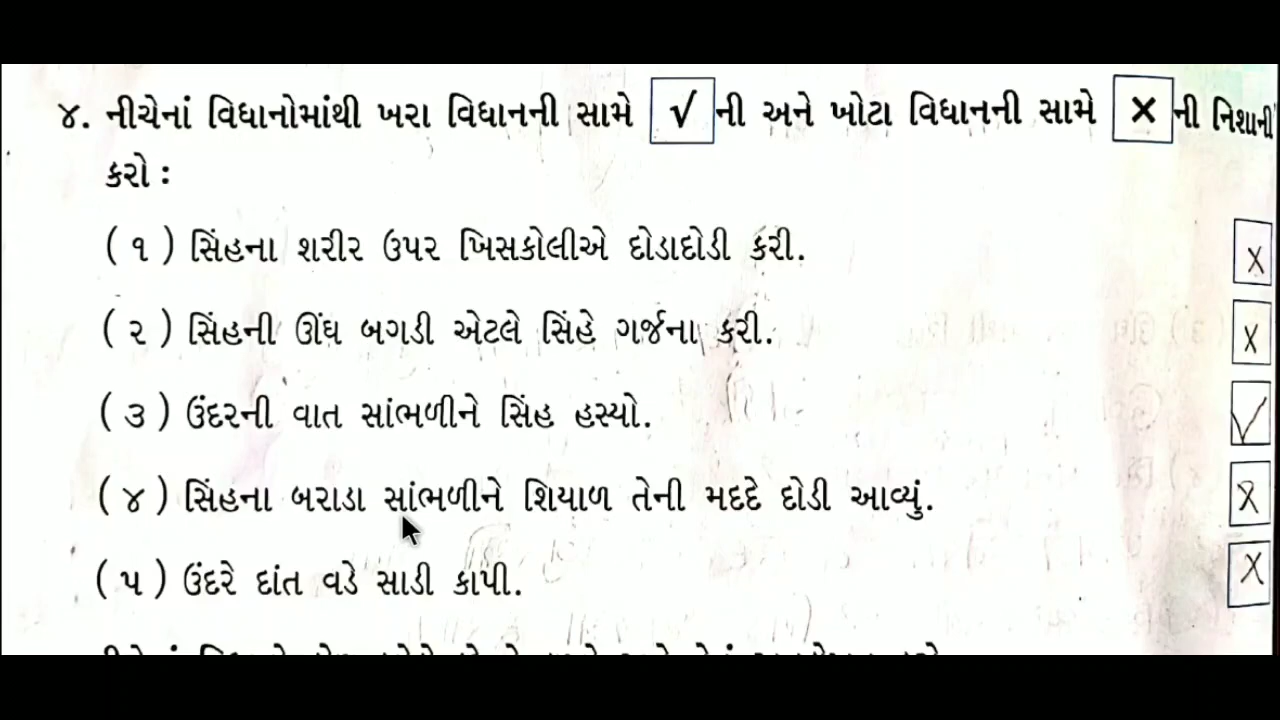 ૪. નીચેનાં વિધાનોમાંથી ખરા વિધાનની સામે √ ની અને ખોટા વિધાનની સામે × ની નિશાની
કરો :
(૧) સિંહના શરીર ઉપર ખિસકોલીએ દોડાદોડી કરી. ×
(૨) સિંહની ઊંઘ બગડી એટલે સિંહે ગર્જના કરી. ×
(૩) ઉંદરની વાત સાંભળીને સિંહ હસ્યો. √
(૪) સિંહના બરાડા સાંભળીને શિયાળ તેની મદદે દોડી આવ્યું. ×
(૫) ઉંદરે દાંત વડે સાડી કાપી. ×